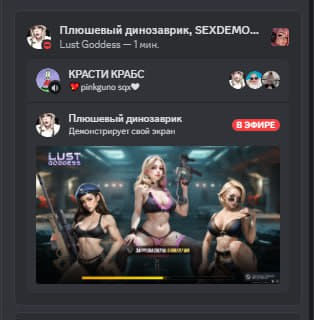 Плюшевый динозаврик, SEXDEMO...
Lust Goddess — 1 мин.
КРАСТИ КРАБС
pinkguno sqx🤍
Плюшевый динозаврик
Демонстрирует свой экран
В ЭФИРЕ
LUST
GODDESS